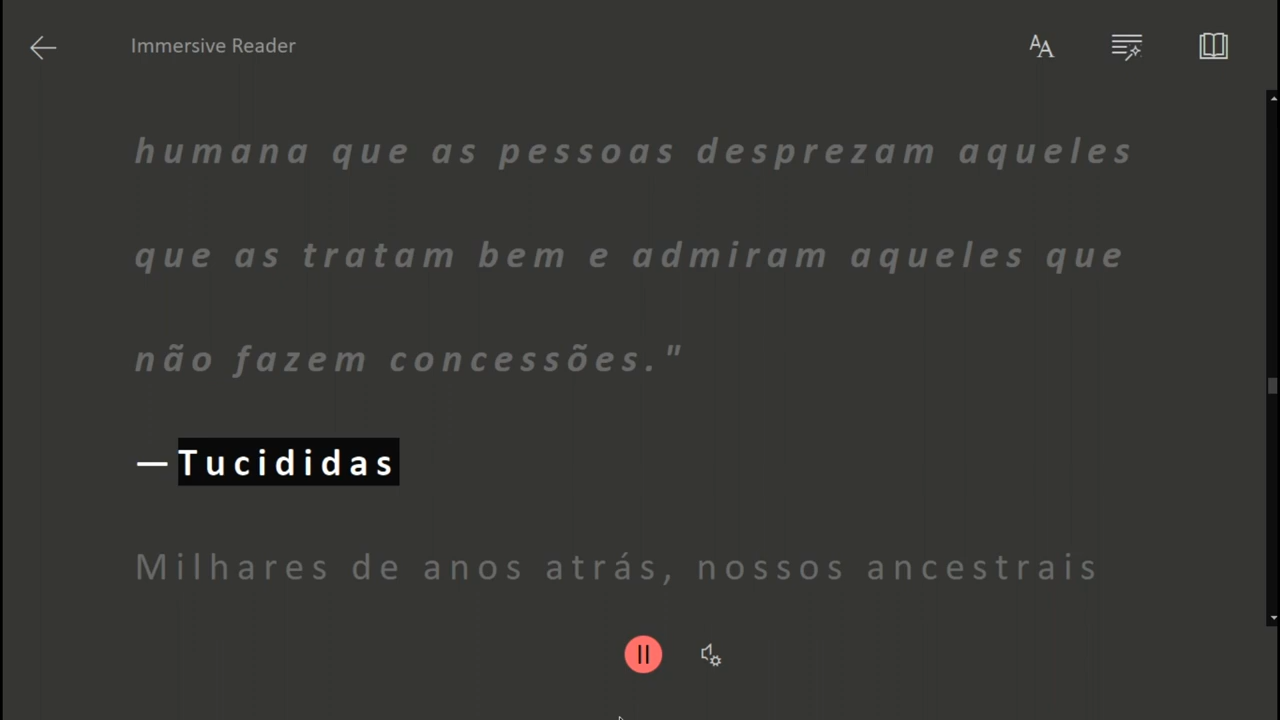 Immersive Reader
humana que as pessoas desprezam aqueles
que as tratam bem e admiram aqueles que
não fazem concessões."
— Tucididas
Milhares de anos atrás, nossos ancestrais